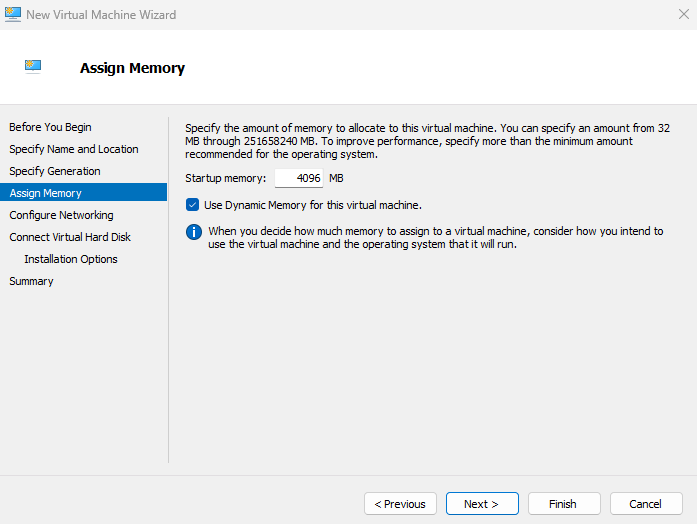 New Virtual Machine Wizard
Assign Memory
Before You Begin
Specify Name and Location
Specify Generation
Assign Memory
Configure Networking
Connect Virtual Hard Disk
Installation Options
Summary
Specify the amount of memory to allocate to this virtual machine. You can specify an amount from 32
MB through 251658240 MB. To improve performance, specify more than the minimum amount
recommended for the operating system.
Startup memory: 4096 MB
Use Dynamic Memory for this virtual machine.
When you decide how much memory to assign to a virtual machine, consider how you intend to
use the virtual machine and the operating system that it will run.
< Previous Next > Finish Cancel